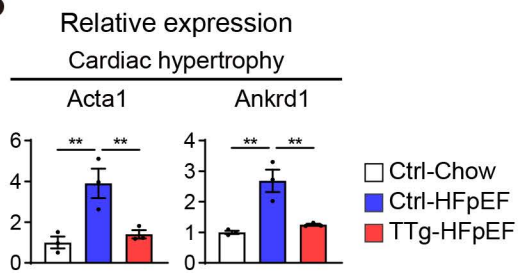 Relative expression
Cardiac hypertrophy
Acta1
Ankrd1
6
4
2
0
**
**
4
3
2
1
0
**
**
Ctrl-Chow
Ctrl-HFpEF
TTg-HFpEF